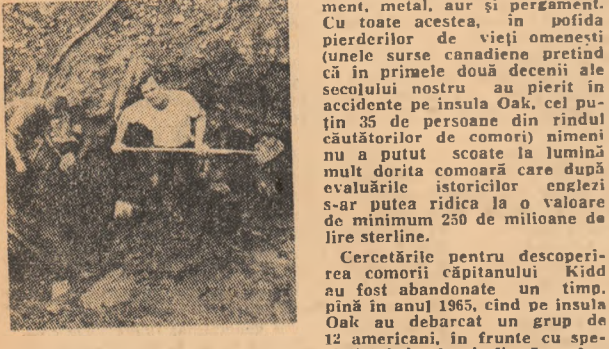 ment, metal, aur și pergament.
Cu toate acestea, in pofida
pierderilor de vieți omenești
(unele surse canadiene pretind
că în primele două decenii ale
secolului nostru au pierit în
accidente pe insula Oak, cel pu-
țin 35 de persoane din rîndul
căutătorilor de comori) nimeni
nu a putut scoate la lumină
mult dorita comoară care după
evaluările istoricilor englezi
s-ar putea ridica la o valoare
de minimum 250 de milioane de
lire sterline.
Cercetările pentru descoperi-
rea comorii căpitanului Kidd
au fost abandonate un timp,
pînă în anul 1965, cînd pe insula
Oak au debarcat un grup de
12 americani, în frunte cu spe-